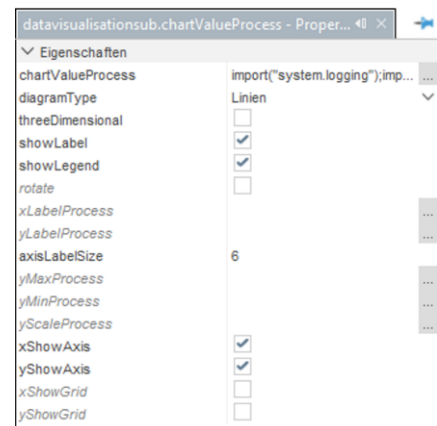 datavisualisationsub.chartValueProcess - Proper...
Eigenschaften
chartValueProcess import("system.logging");imp... ...
diagramType Linien
threeDimensional
showLabel
showLegend
rotate
xLabelProcess ...
yLabelProcess ...
axisLabelSize 6
yMaxProcess ...
yMinProcess ...
yScaleProcess ...
xShowAxis
yShowAxis
xShowGrid
yShowGrid